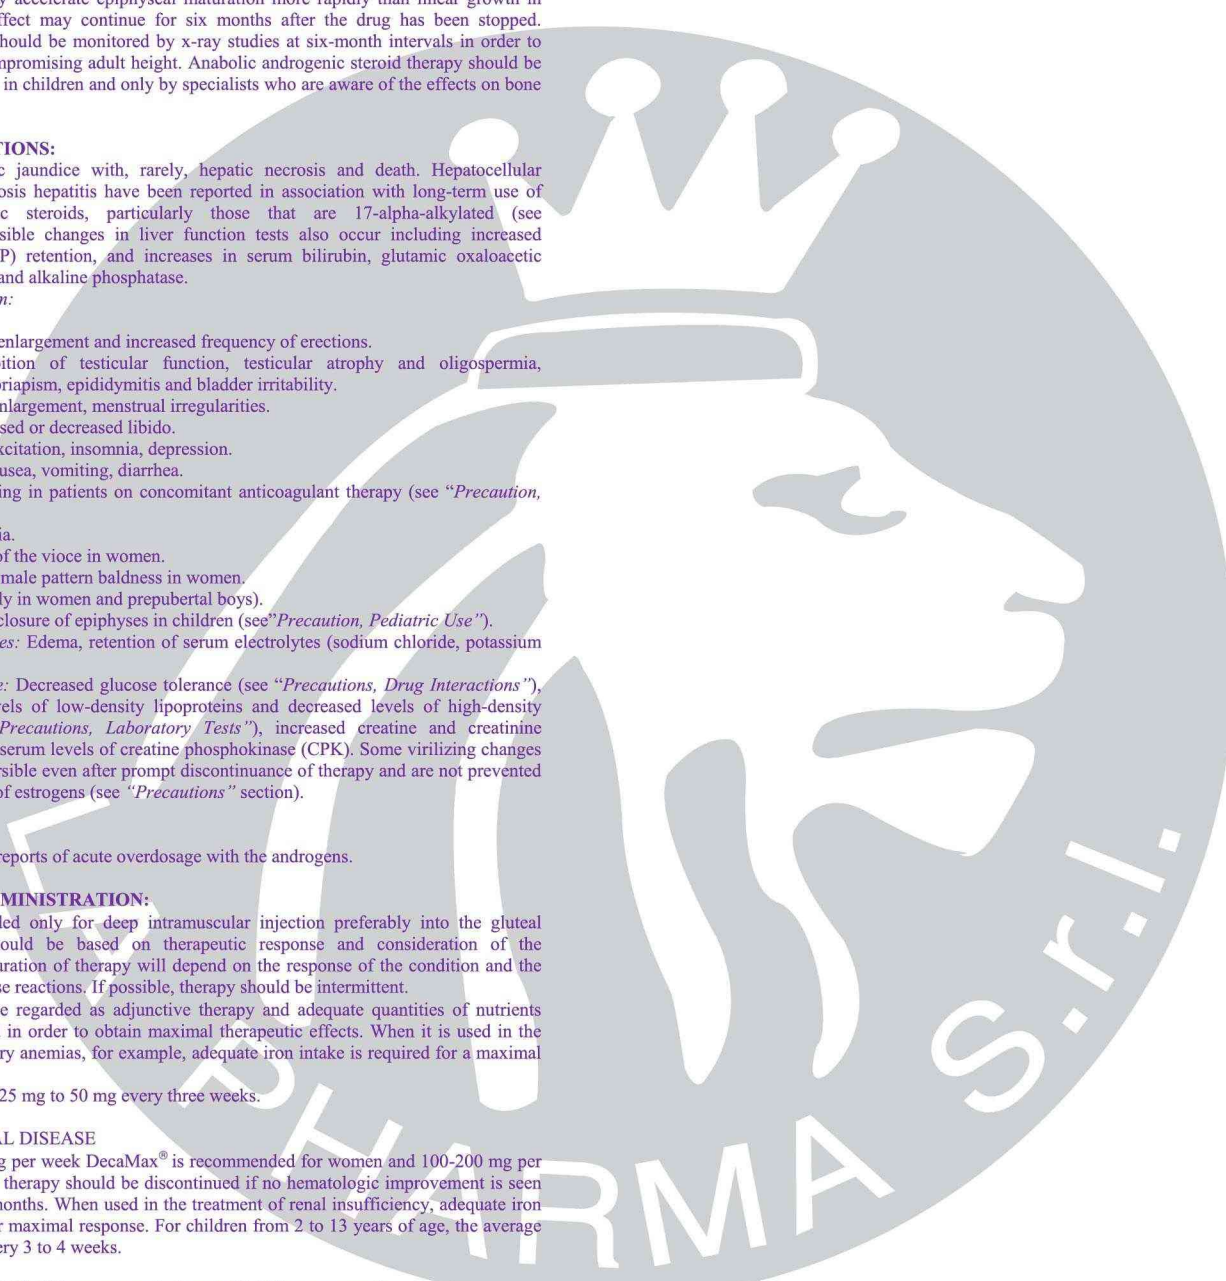 accelerate epiphyseal maturation more rapidly than linear growth in
ffect may continue for six months after the drug has been stopped.
hould be monitored by x-ray studies at six-month intervals in order to
mpromising adult height. Anabolic androgenic steroid therapy should be
in children and only by specialists who are aware of the effects on bone
TIONS:
c jaundice with, rarely, hepatic necrosis and death. Hepatocellular
osis hepatitis have been reported in association with long-term use of
c steroids, particularly those that are 17-alpha-alkylated (see
sible changes in liver function tests also occur including increased
P) retention, and increases in serum bilirubin, glutamic oxaloacetic
and alkaline phosphatase.
m:
enlargement and increased frequency of erections.
ition of testicular function, testicular atrophy and oligospermia,
priapism, epididymitis and bladder irritability.
nlargement, menstrual irregularities.
sed or decreased libido.
xcitation, insomnia, depression.
usea, vomiting, diarrhea.
ing in patients on concomitant anticoagulant therapy (see “Precaution,
ia.
of the vioce in women.
male pattern baldness in women.
ly in women and prepubertal boys).
closure of epiphyses in children (see”Precaution, Pediatric Use”).
es: Edema, retention of serum electrolytes (sodium chloride, potassium
e: Decreased glucose tolerance (see “Precautions, Drug Interactions”),
vels of low-density lipoproteins and decreased levels of high-density
Precautions, Laboratory Tests”), increased creatine and creatinine
serum levels of creatine phosphokinase (CPK). Some virilizing changes
rsible even after prompt discontinuance of therapy and are not prevented
of estrogens (see “Precautions” section).
reports of acute overdosage with the androgens.
MINISTRATION:
ded only for deep intramuscular injection preferably into the gluteal
ould be based on therapeutic response and consideration of the
uration of therapy will depend on the response of the condition and the
se reactions. If possible, therapy should be intermittent.
e regarded as adjunctive therapy and adequate quantities of nutrients
in order to obtain maximal therapeutic effects. When it is used in the
ry anemias, for example, adequate iron intake is required for a maximal
25 mg to 50 mg every three weeks.
AL DISEASE
g per week DecaMax® is recommended for women and 100-200 mg per
therapy should be discontinued if no hematologic improvement is seen
months. When used in the treatment of renal insufficiency, adequate iron
r maximal response. For children from 2 to 13 years of age, the average
ery 3 to 4 weeks.
LA PHARMA S.r.l.